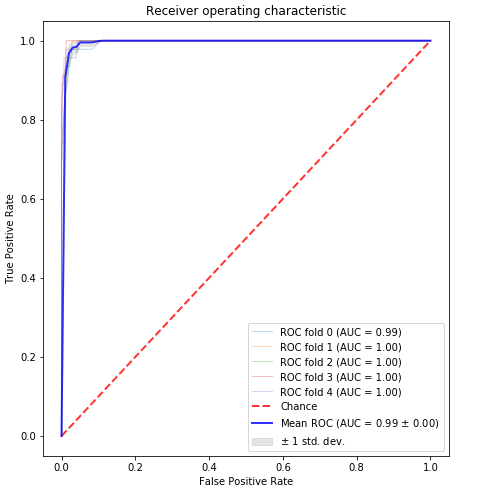 Receiver operating characteristic
1.0
0.8
0.6
0.4
0.2
0.0
True Positive Rate
ROC fold 0 (AUC = 0.99)
ROC fold 1 (AUC = 1.00)
ROC fold 2 (AUC = 1.00)
ROC fold 3 (AUC = 1.00)
ROC fold 4 (AUC = 1.00)
Chance
Mean ROC (AUC = 0.99 ± 0.00)
± 1 std. dev.
0.0 0.2 0.4 0.6 0.8 1.0
False Positive Rate